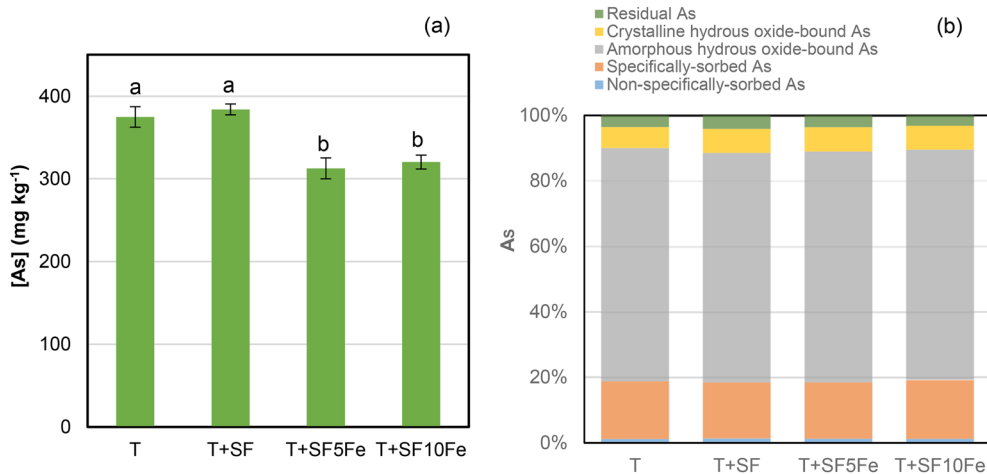 (a)
[As] (mg kg⁻¹)
400
300
200
100
0
a
a
b
b
T
T+SF
T+SF5Fe
T+SF10Fe
(b)
Residual As
Crystalline hydrous oxide-bound As
Amorphous hydrous oxide-bound As
Specifically-sorbed As
Non-specifically-sorbed As
As
100%
80%
60%
40%
20%
0%
T
T+SF
T+SF5Fe
T+SF10Fe